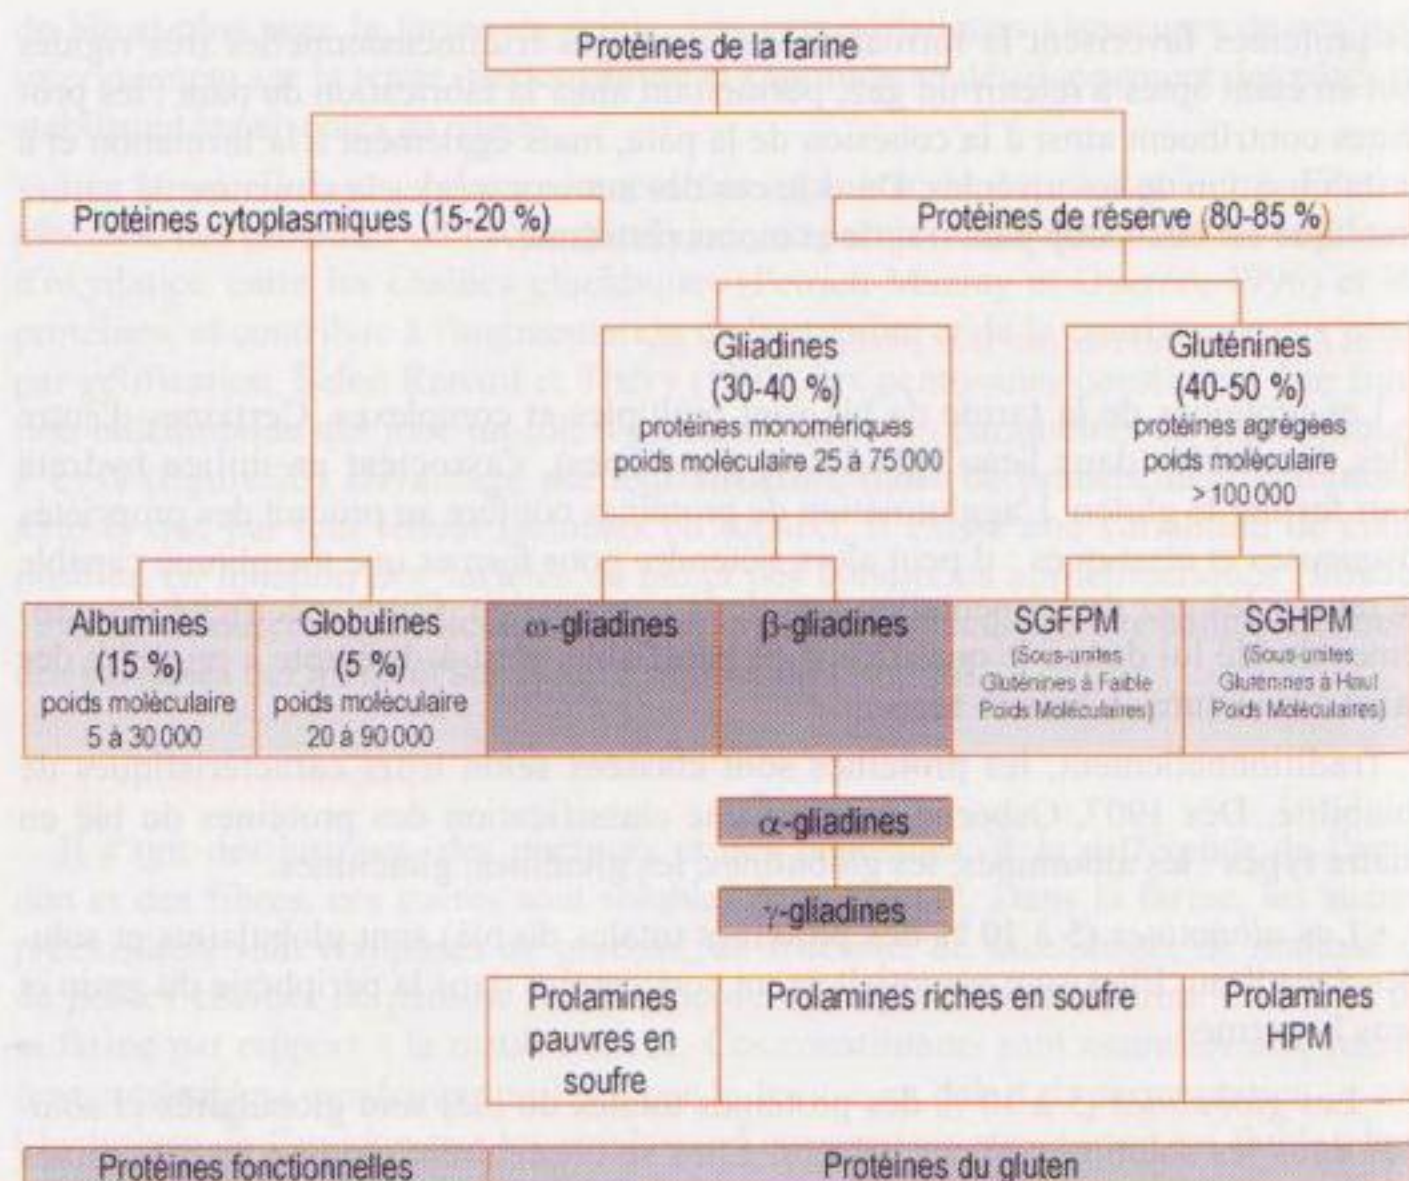 Protéines de la farine
Protéines cytoplasmiques (15-20 %)
Protéines de réserve (80-85 %)
Gliadines
(30-40 %)
protéines monomériques
poids moléculaire 25 à 75 000
Gluténines
(40-50 %)
protéines agrégées
poids moléculaire
> 100 000
Albumines
(15 %)
poids moléculaire
5 à 30 000
Globulines
(5 %)
poids moléculaire
20 à 90 000
ω-gliadines
β-gliadines
SGFPM
(Sous-unites
Gluténines à Faible
Poids Moléculaires)
SGHPM
(Sous-unites
Gluténines à Haut
Poids Moléculaires)
α-gliadines
γ-gliadines
Prolamines
pauvres en
soufre
Prolamines riches en soufre
Prolamines
HPM
Protéines fonctionnelles
Protéines du gluten